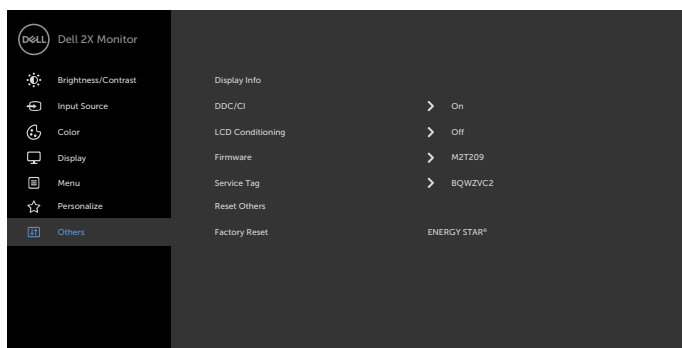 DELL Dell 2X Monitor
Brightness/Contrast Display Info
Input Source DDC/CI On
Color LCD Conditioning Off
Display Firmware M2T209
Menu Service Tag BQWZVC2
Personalize Reset Others
Others Factory Reset ENERGY STAR®